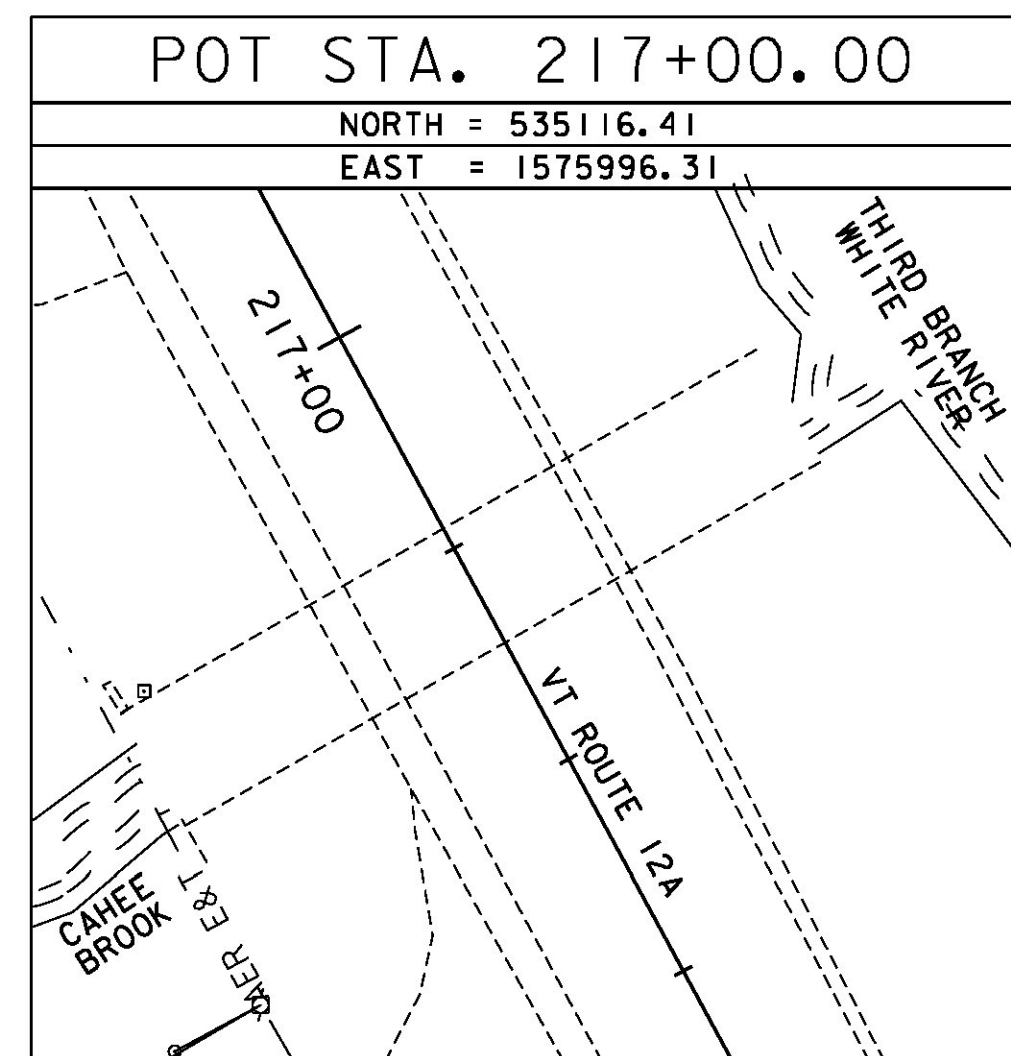 POT STA. 217+00.00
NORTH = 535116.41
EAST = 1575996.31
THIRD BRANCH
WHITE RIVER
217+00
VT ROUTE 12A
CAHEE
BROOK
AER E&T